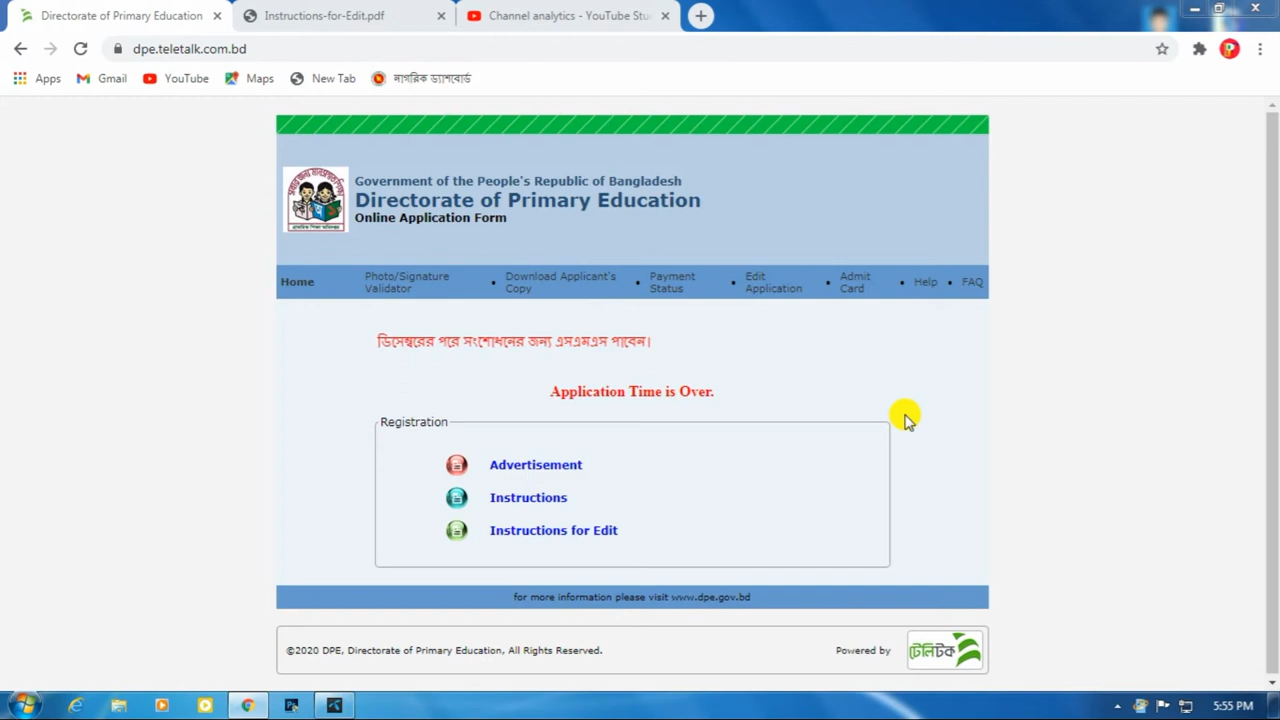 Directorate of Primary Education
Instructions-for-Edit.pdf
Channel analytics - YouTube Stu
dpe.teletalk.com.bd
Apps
Gmail
YouTube
Maps
New Tab
নাগরিক ড্যাশবোর্ড
Government of the People's Republic of Bangladesh
Directorate of Primary Education
Online Application Form
Home
Photo/Signature Validator
Download Applicant's Copy
Payment Status
Edit Application
Admit Card
Help
FAQ
ডিসেম্বরের পরে সংশোধনের জন্য এসএমএস পাবেন।
Application Time is Over.
Registration
Advertisement
Instructions
Instructions for Edit
for more information please visit www.dpe.gov.bd
©2020 DPE, Directorate of Primary Education, All Rights Reserved.
Powered by
টেলিটক
5:55 PM